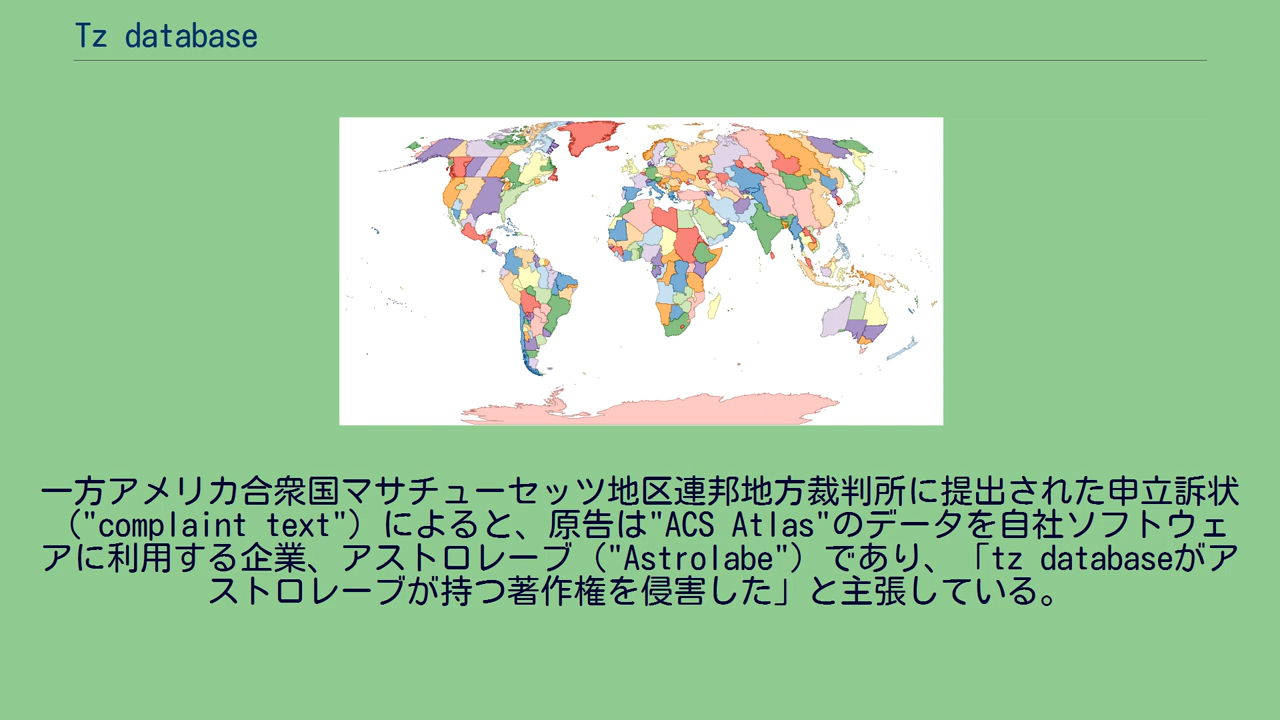 Tz database
一方アメリカ合衆国マサチューセッツ地区連邦地方裁判所に提出された申立訴状
（"complaint text"）によると、原告は"ACS Atlas"のデータを自社ソフトウェ
アに利用する企業、アストロレーブ（"Astrolabe"）であり、「tz databaseがア
ストロレーブが持つ著作権を侵害した」と主張している。